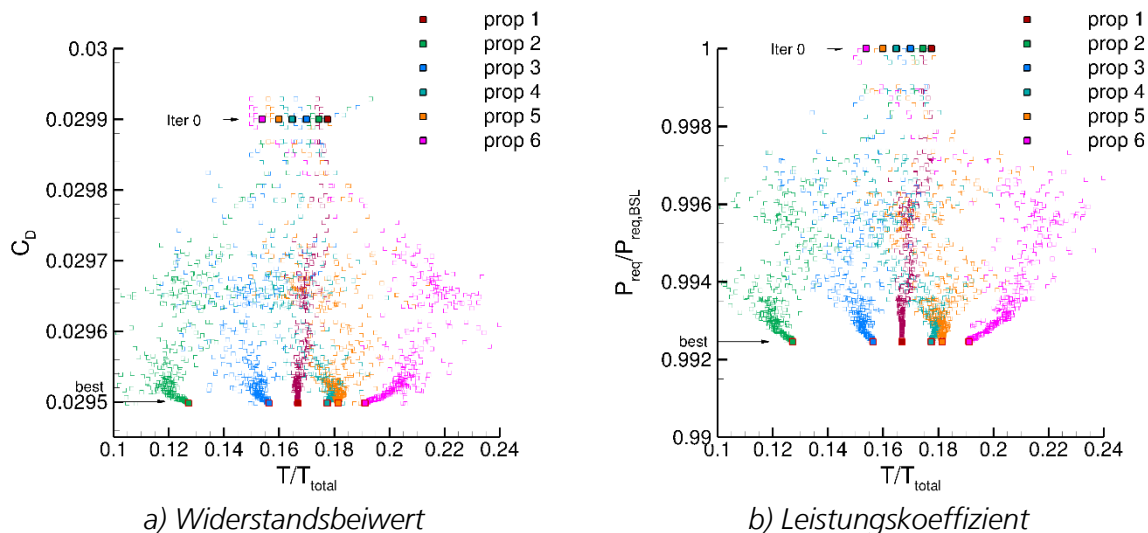 prop 1
prop 2
prop 3
prop 4
prop 5
prop 6
0.03
0.0299
0.0298
0.0297
0.0296
0.0295
C_D
Iter 0
best
0.1 0.12 0.14 0.16 0.18 0.2 0.22 0.24
T/T_total
a) Widerstandsbeiwert
prop 1
prop 2
prop 3
prop 4
prop 5
prop 6
1
0.998
0.996
0.994
0.992
0.99
P_req/P_req,BSL
Iter 0
best
0.1 0.12 0.14 0.16 0.18 0.2 0.22 0.24
T/T_total
b) Leistungskoeffizient